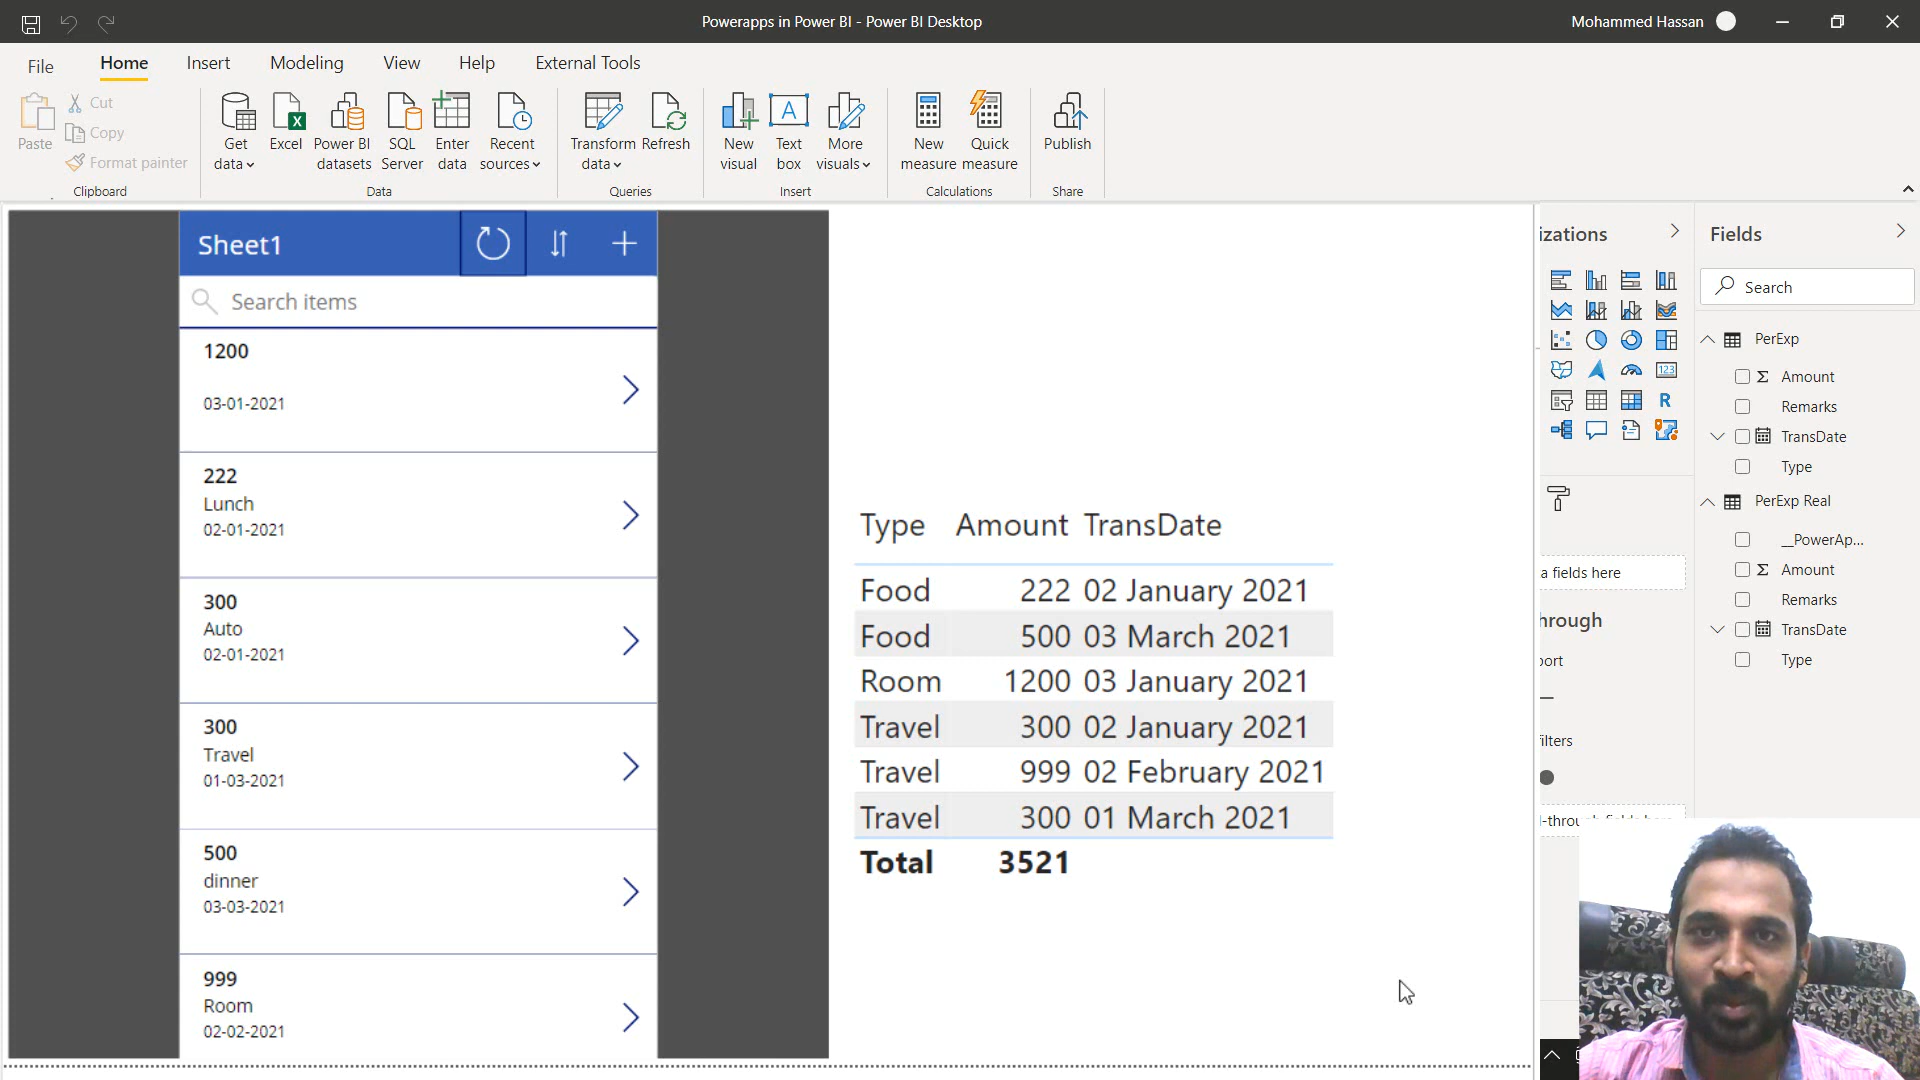 Powerapps in Power BI - Power BI Desktop
Mohammed Hassan
File
Home
Insert
Modeling
View
Help
External Tools
Paste
Cut
Copy
Format painter
Clipboard
Get data
Excel
Power BI datasets
SQL Server
Enter data
Recent sources
Data
Transform data
Refresh
Queries
New visual
Text box
More visuals
Insert
New measure
Quick measure
Calculations
Publish
Share
Sheet1
Search items
1200
03-01-2021
222
Lunch
02-01-2021
300
Auto
02-01-2021
300
Travel
01-03-2021
500
dinner
03-03-2021
999
Room
02-02-2021
Type Amount TransDate
Food 222 02 January 2021
Food 500 03 March 2021
Room 1200 03 January 2021
Travel 300 02 January 2021
Travel 999 02 February 2021
Travel 300 01 March 2021
Total 3521
izations
123
R
a fields here
hrough
port
ilters
Fields
Search
PerExp
Σ Amount
Remarks
TransDate
Type
PerExp Real
__PowerAp...
Σ Amount
Remarks
TransDate
Type